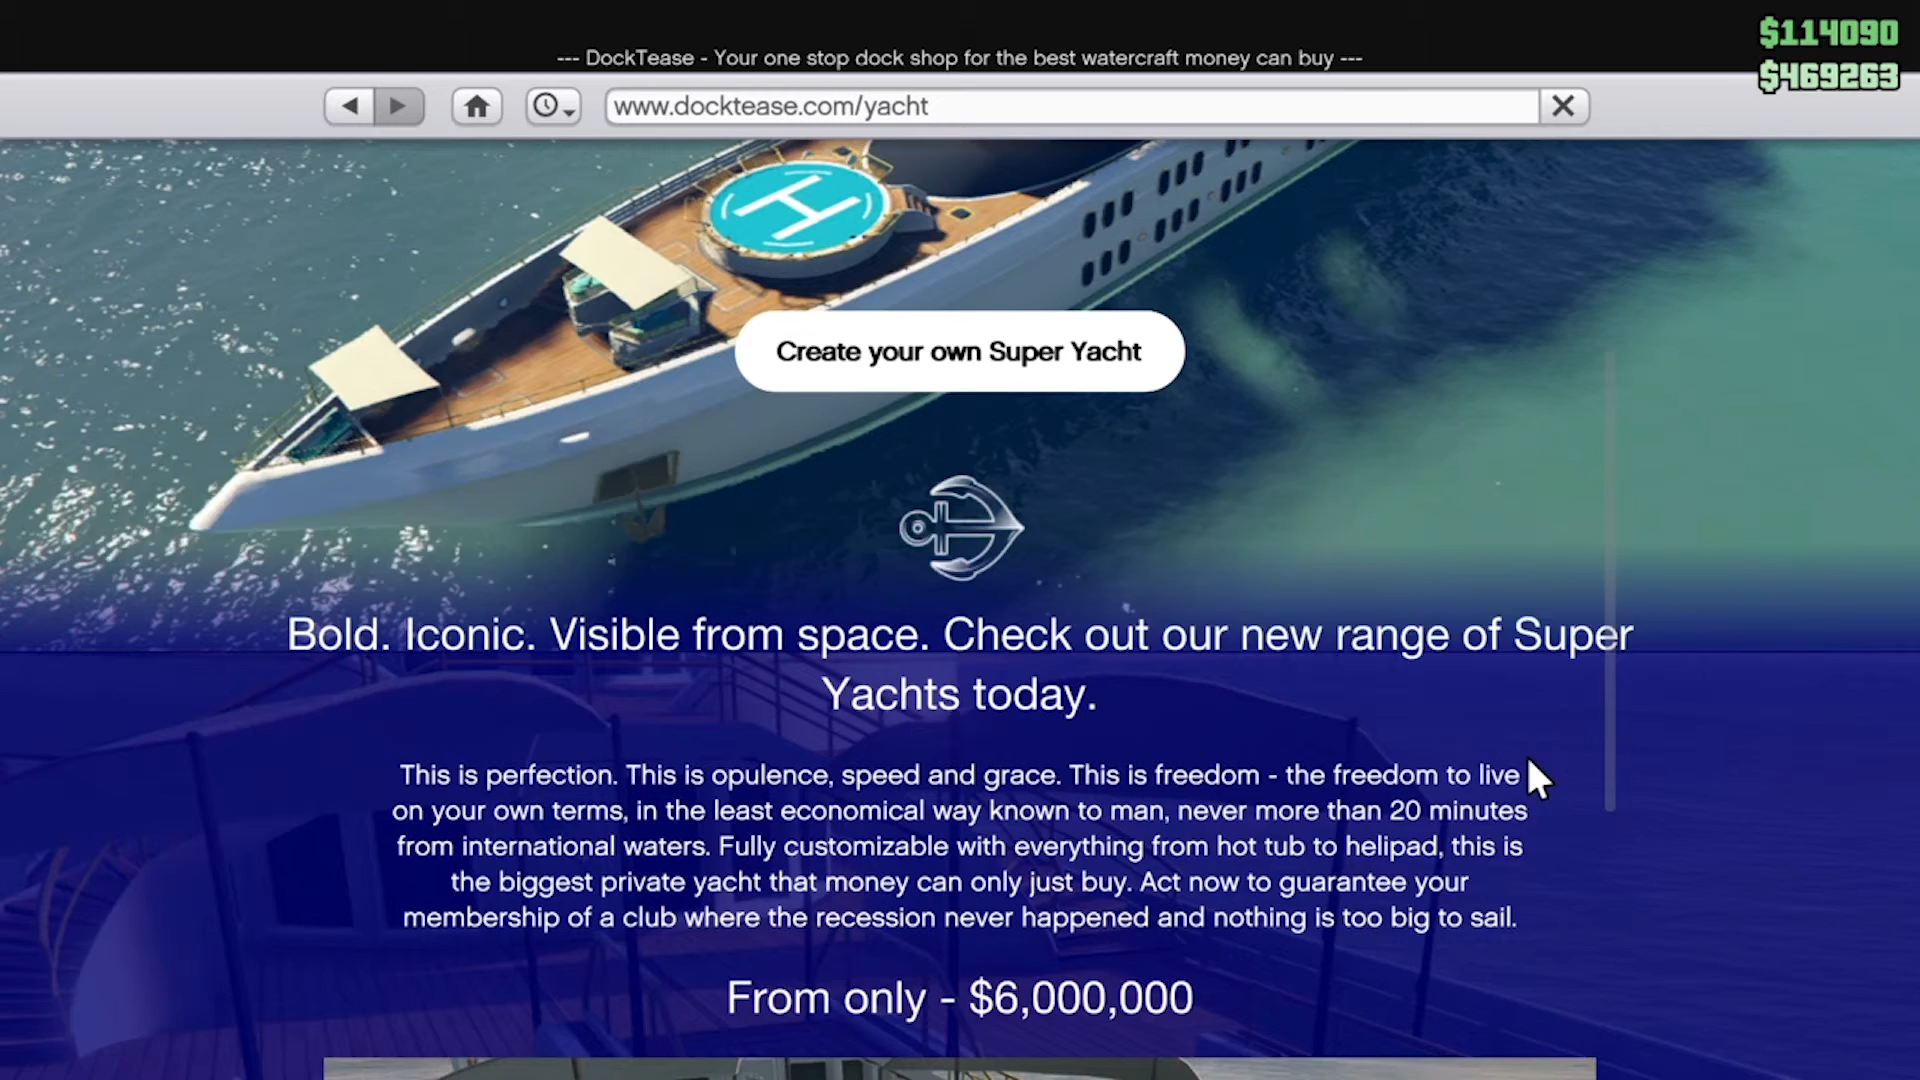 $114090
--- DockTease - Your one stop dock shop for the best watercraft money can buy ---
$469263
www.docktease.com/yacht
H
Create your own Super Yacht
Bold. Iconic. Visible from space. Check out our new range of Super
Yachts today.
This is perfection. This is opulence, speed and grace. This is freedom - the freedom to live
on your own terms, in the least economical way known to man, never more than 20 minutes
from international waters. Fully customizable with everything from hot tub to helipad, this is
the biggest private yacht that money can only just buy. Act now to guarantee your
membership of a club where the recession never happened and nothing is too big to sail.
From only - $6,000,000